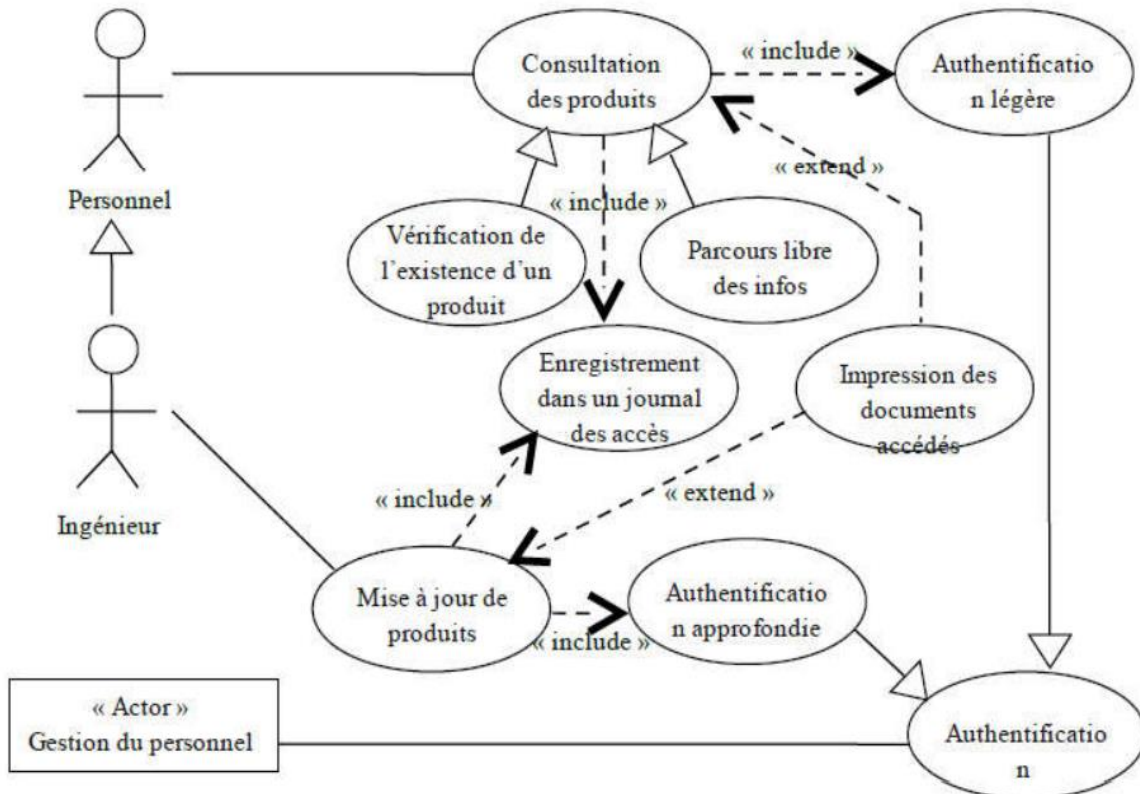 Consultation
des produits
« include »
Authentificatio
n légère
« extend »
Personnel
« include »
Vérification de
l’existence d’un
produit
Parcours libre
des infos
Enregistrement
dans un journal
des accès
Impression des
documents
accédés
« include »
« extend »
Ingénieur
Mise à jour de
produits
« include »
Authentificatio
n approfondie
« Actor »
Gestion du personnel
Authentificatio
n